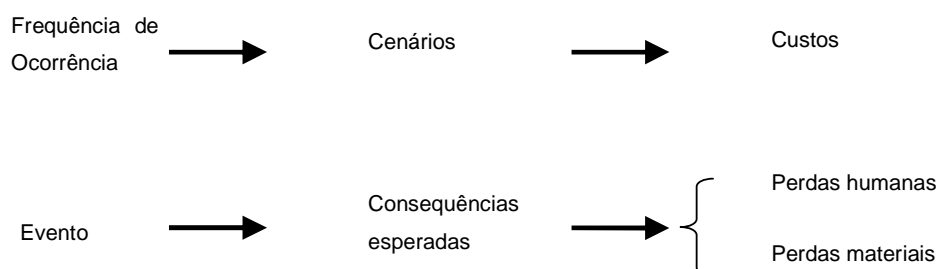 Frequência de
Ocorrência
Cenários
Custos
Evento
Consequências
esperadas
Perdas humanas
Perdas materiais